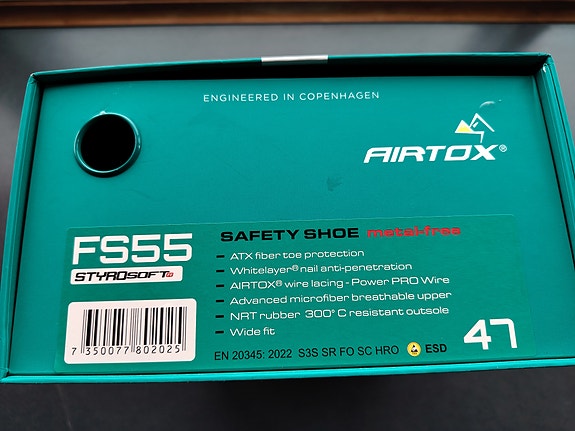 ENGINEERED IN COPENHAGEN
AIRTOX®
FS55
STYROSOFT
SAFETY SHOE metal-free
– ATX fiber toe protection
– Whitelayer® nail anti-penetration
– AIRTOX® wire lacing - Power PRO Wire
– Advanced microfiber breathable upper
– NRT rubber 300° C resistant outsole
– Wide fit
7 350077 802025
EN 20345: 2022 S3S SR FO SC HRO ESD
47